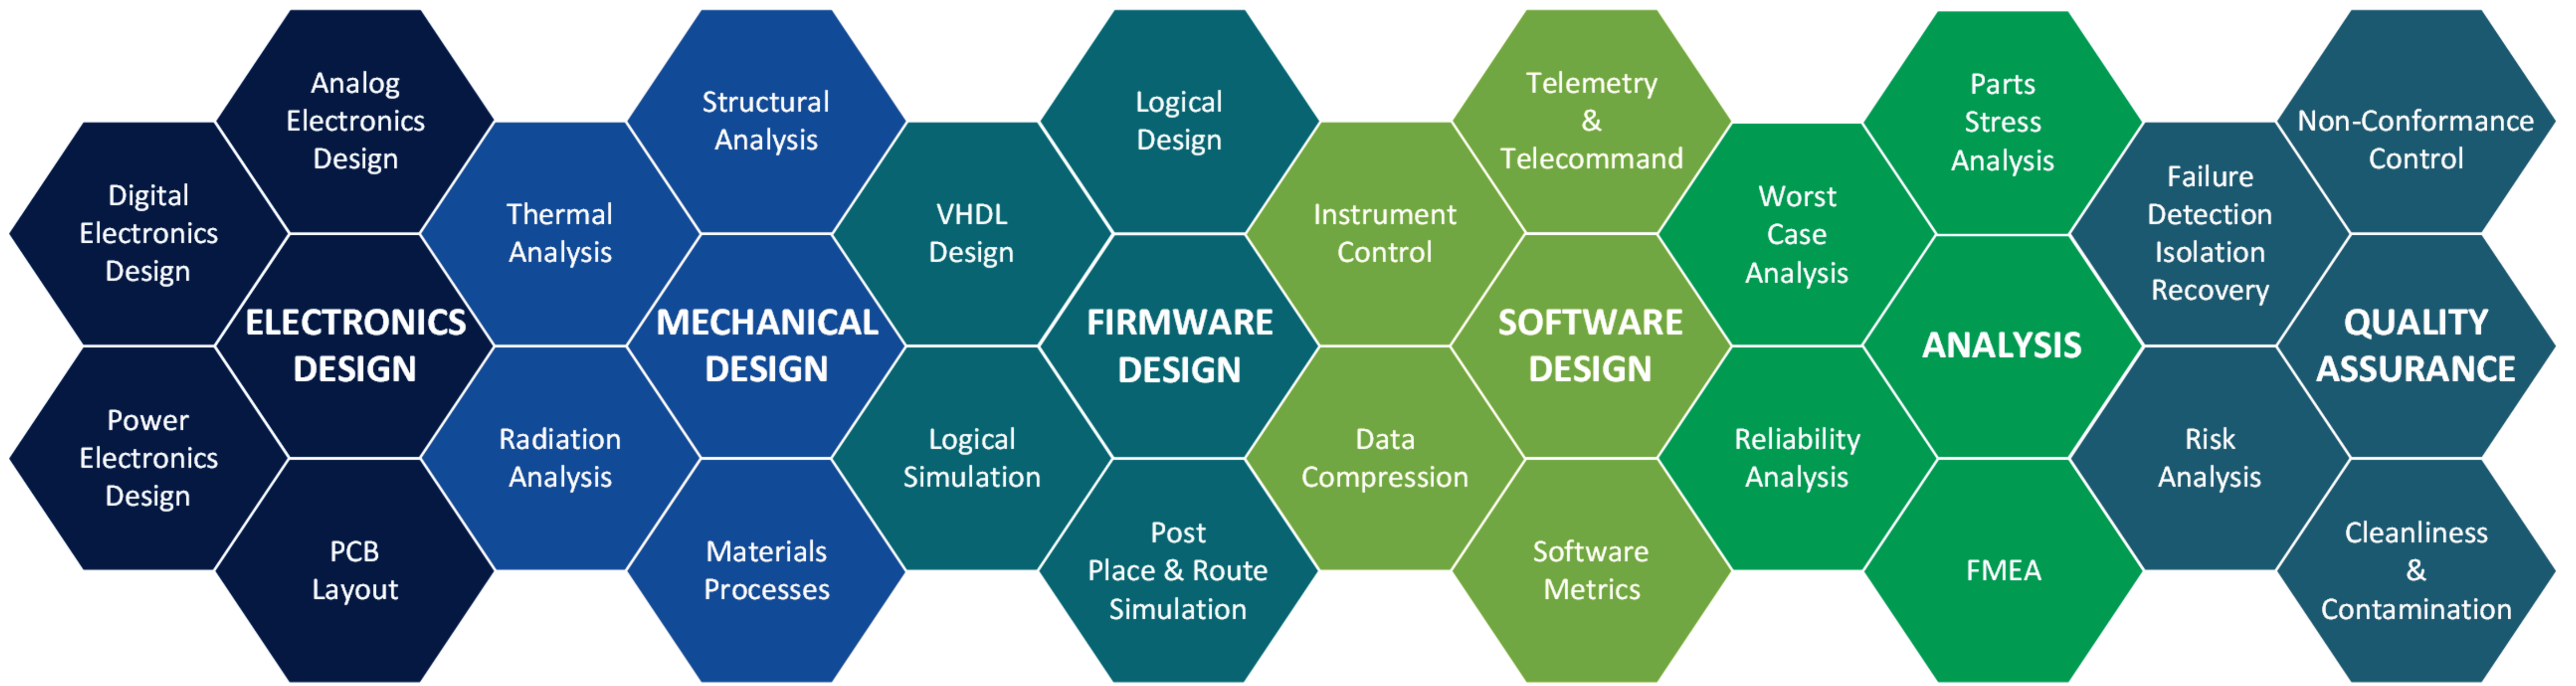 Analog
Electronics
Design
Digital
Electronics
Design
ELECTRONICS
DESIGN
Power
Electronics
Design
PCB
Layout
Structural
Analysis
Thermal
Analysis
MECHANICAL
DESIGN
Radiation
Analysis
Materials
Processes
Logical
Design
VHDL
Design
FIRMWARE
DESIGN
Logical
Simulation
Post
Place & Route
Simulation
Telemetry
&
Telecommand
Instrument
Control
SOFTWARE
DESIGN
Data
Compression
Software
Metrics
Parts
Stress
Analysis
Worst
Case
Analysis
ANALYSIS
Reliability
Analysis
FMEA
Non-Conformance
Control
Failure
Detection
Isolation
Recovery
QUALITY
ASSURANCE
Risk
Analysis
Cleanliness
&
Contamination